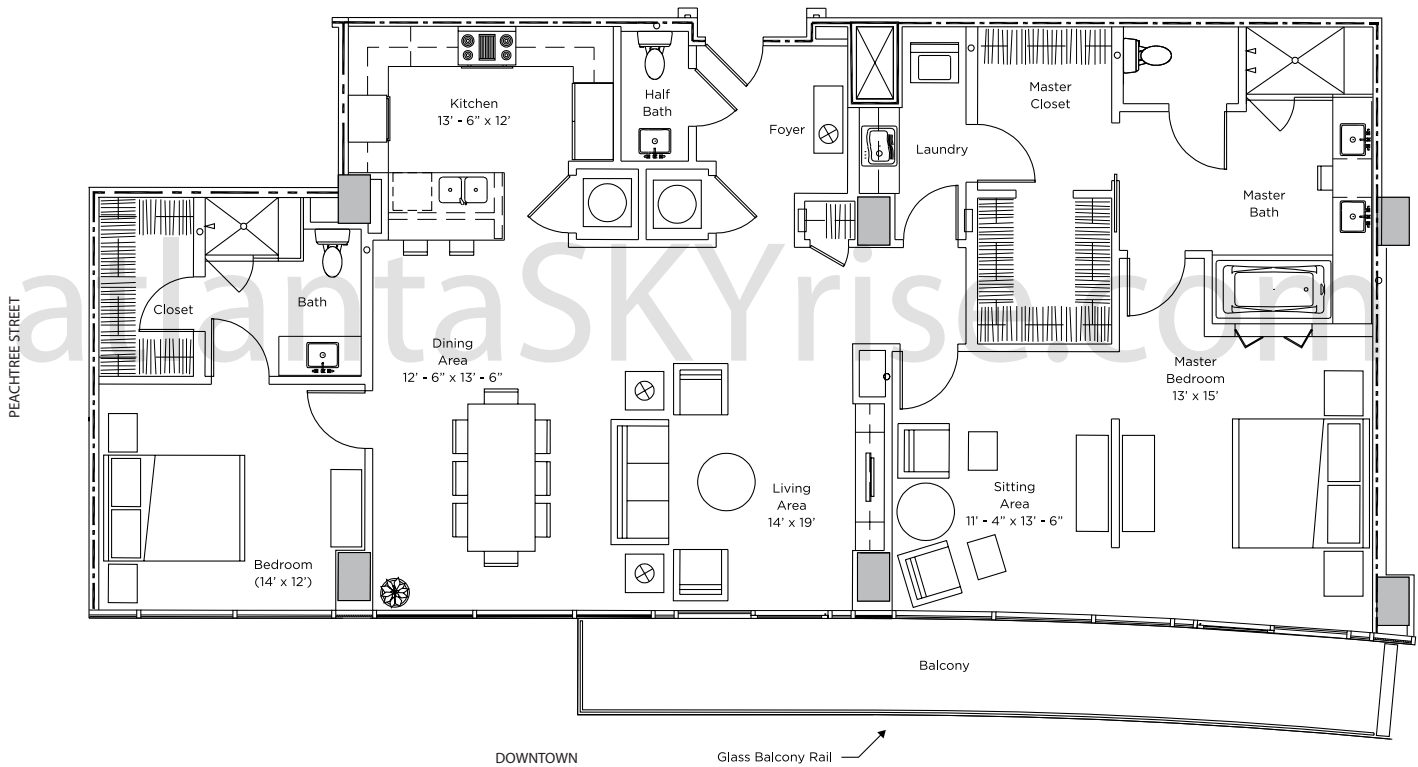 Kitchen
13' - 6” x 12'
Half
Bath
Foyer
Laundry
Master
Closet
Master
Bath
atlantaSKYrise.com
Closet
Bath
Dining
Area
12' - 6” x 13' - 6”
Master
Bedroom
13' x 15'
PEACHTREE STREET
Living
Area
14' x 19'
Sitting
Area
11' - 4” x 13' - 6”
Bedroom
(14' x 12')
Balcony
DOWNTOWN
Glass Balcony Rail